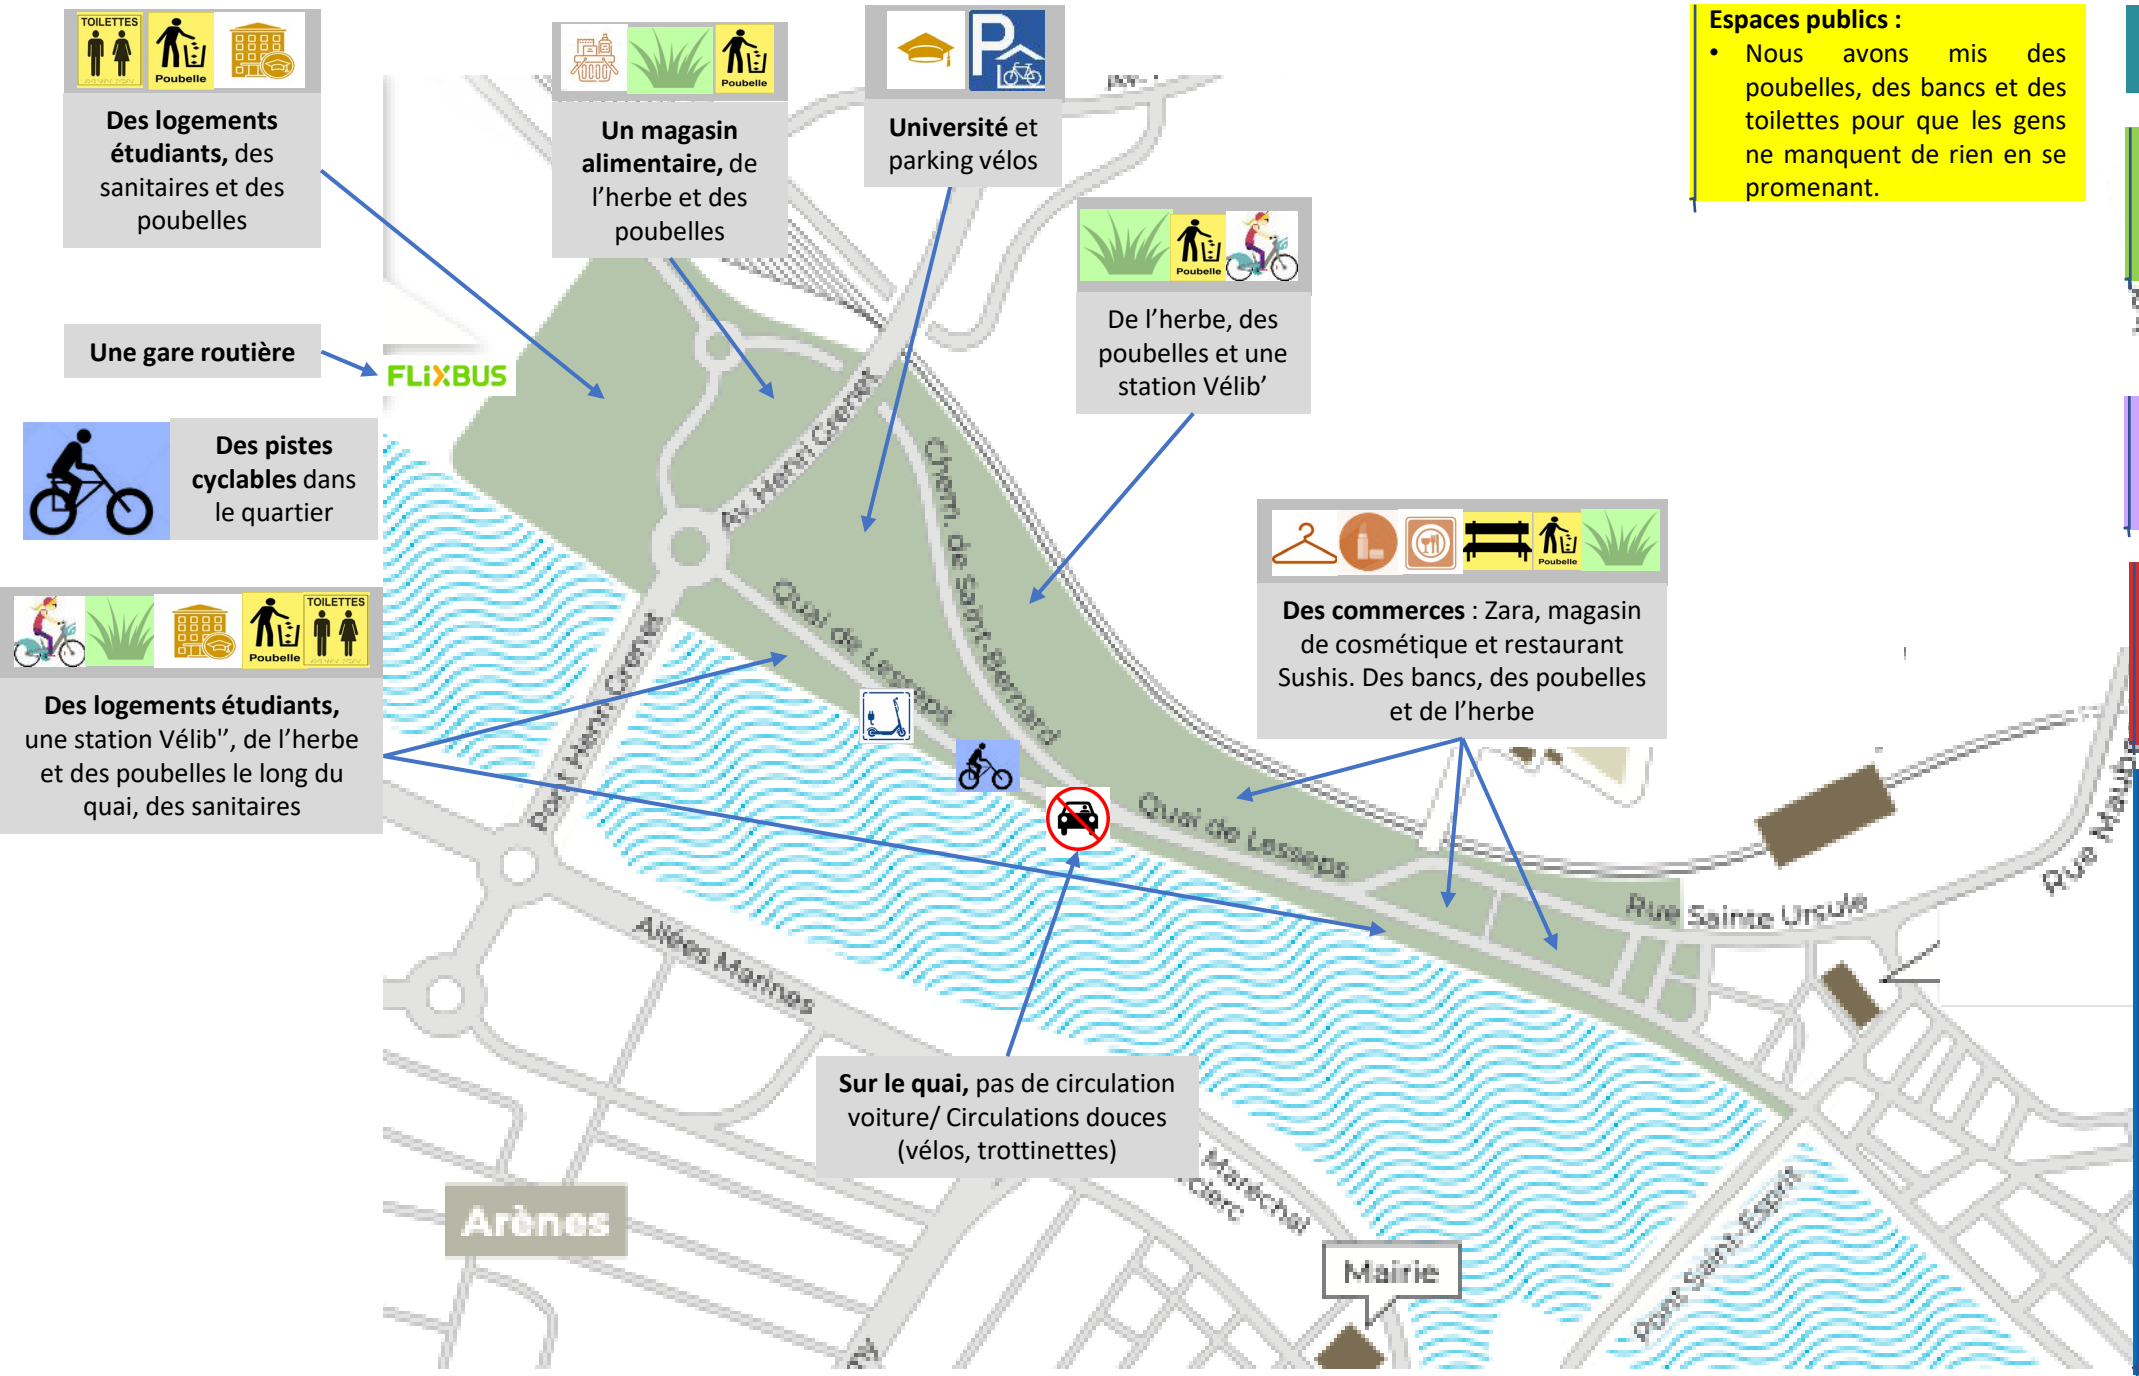 TOILETTES
Poubelle
Des logements
étudiants, des
sanitaires et des
poubelles
Poubelle
Un magasin
alimentaire, de
l'herbe et des
poubelles
P
Université et
parking vélos
Espaces publics :
• Nous avons mis des
poubelles, des bancs et des
toilettes pour que les gens
ne manquent de rien en se
promenant.
Poubelle
De l'herbe, des
poubelles et une
station Vélib'
Une gare routière
FLiXBUS
Des pistes
cyclables dans
le quartier
Av. Henri Grenet
Chem. de Saint-Bernard
Quai de Lesseps
Pont Henri Grenet
Poubelle
Des commerces : Zara, magasin
de cosmétique et restaurant
Sushis. Des bancs, des poubelles
et de l'herbe
Poubelle
TOILETTES
Des logements étudiants,
une station Vélib'', de l'herbe
et des poubelles le long du
quai, des sanitaires
Quai de Lesseps
Rue Sainte Ursule
Rue Maub
Allées Marines
Sur le quai, pas de circulation
voiture/ Circulations douces
(vélos, trottinettes)
Maréchal
clerc
Arènes
Mairie
Pont Saint-Esprit